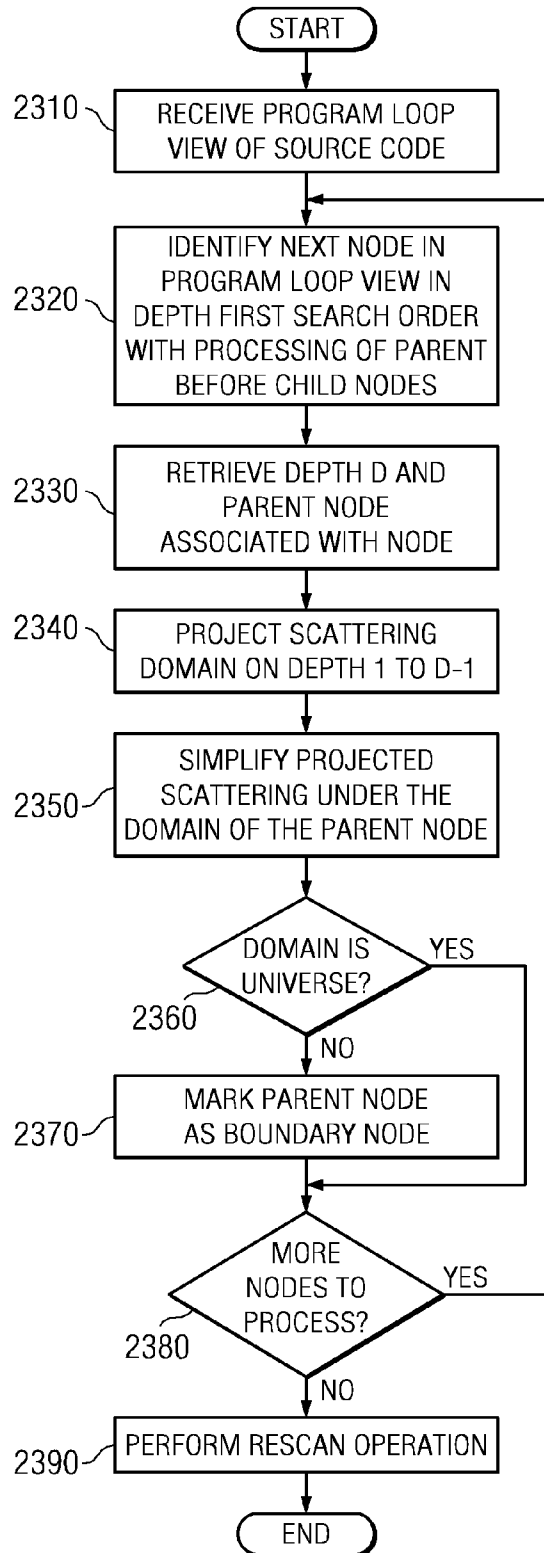 START
2310
RECEIVE PROGRAM LOOP
VIEW OF SOURCE CODE
2320
IDENTIFY NEXT NODE IN
PROGRAM LOOP VIEW IN
DEPTH FIRST SEARCH ORDER
WITH PROCESSING OF PARENT
BEFORE CHILD NODES
2330
RETRIEVE DEPTH D AND
PARENT NODE
ASSOCIATED WITH NODE
2340
PROJECT SCATTERING
DOMAIN ON DEPTH 1 TO D-1
2350
SIMPLIFY PROJECTED
SCATTERING UNDER THE
DOMAIN OF THE PARENT NODE
DOMAIN IS
UNIVERSE?
YES
2360
NO
2370
MARK PARENT NODE
AS BOUNDARY NODE
MORE
NODES TO
PROCESS?
YES
2380
NO
2390
PERFORM RESCAN OPERATION
END